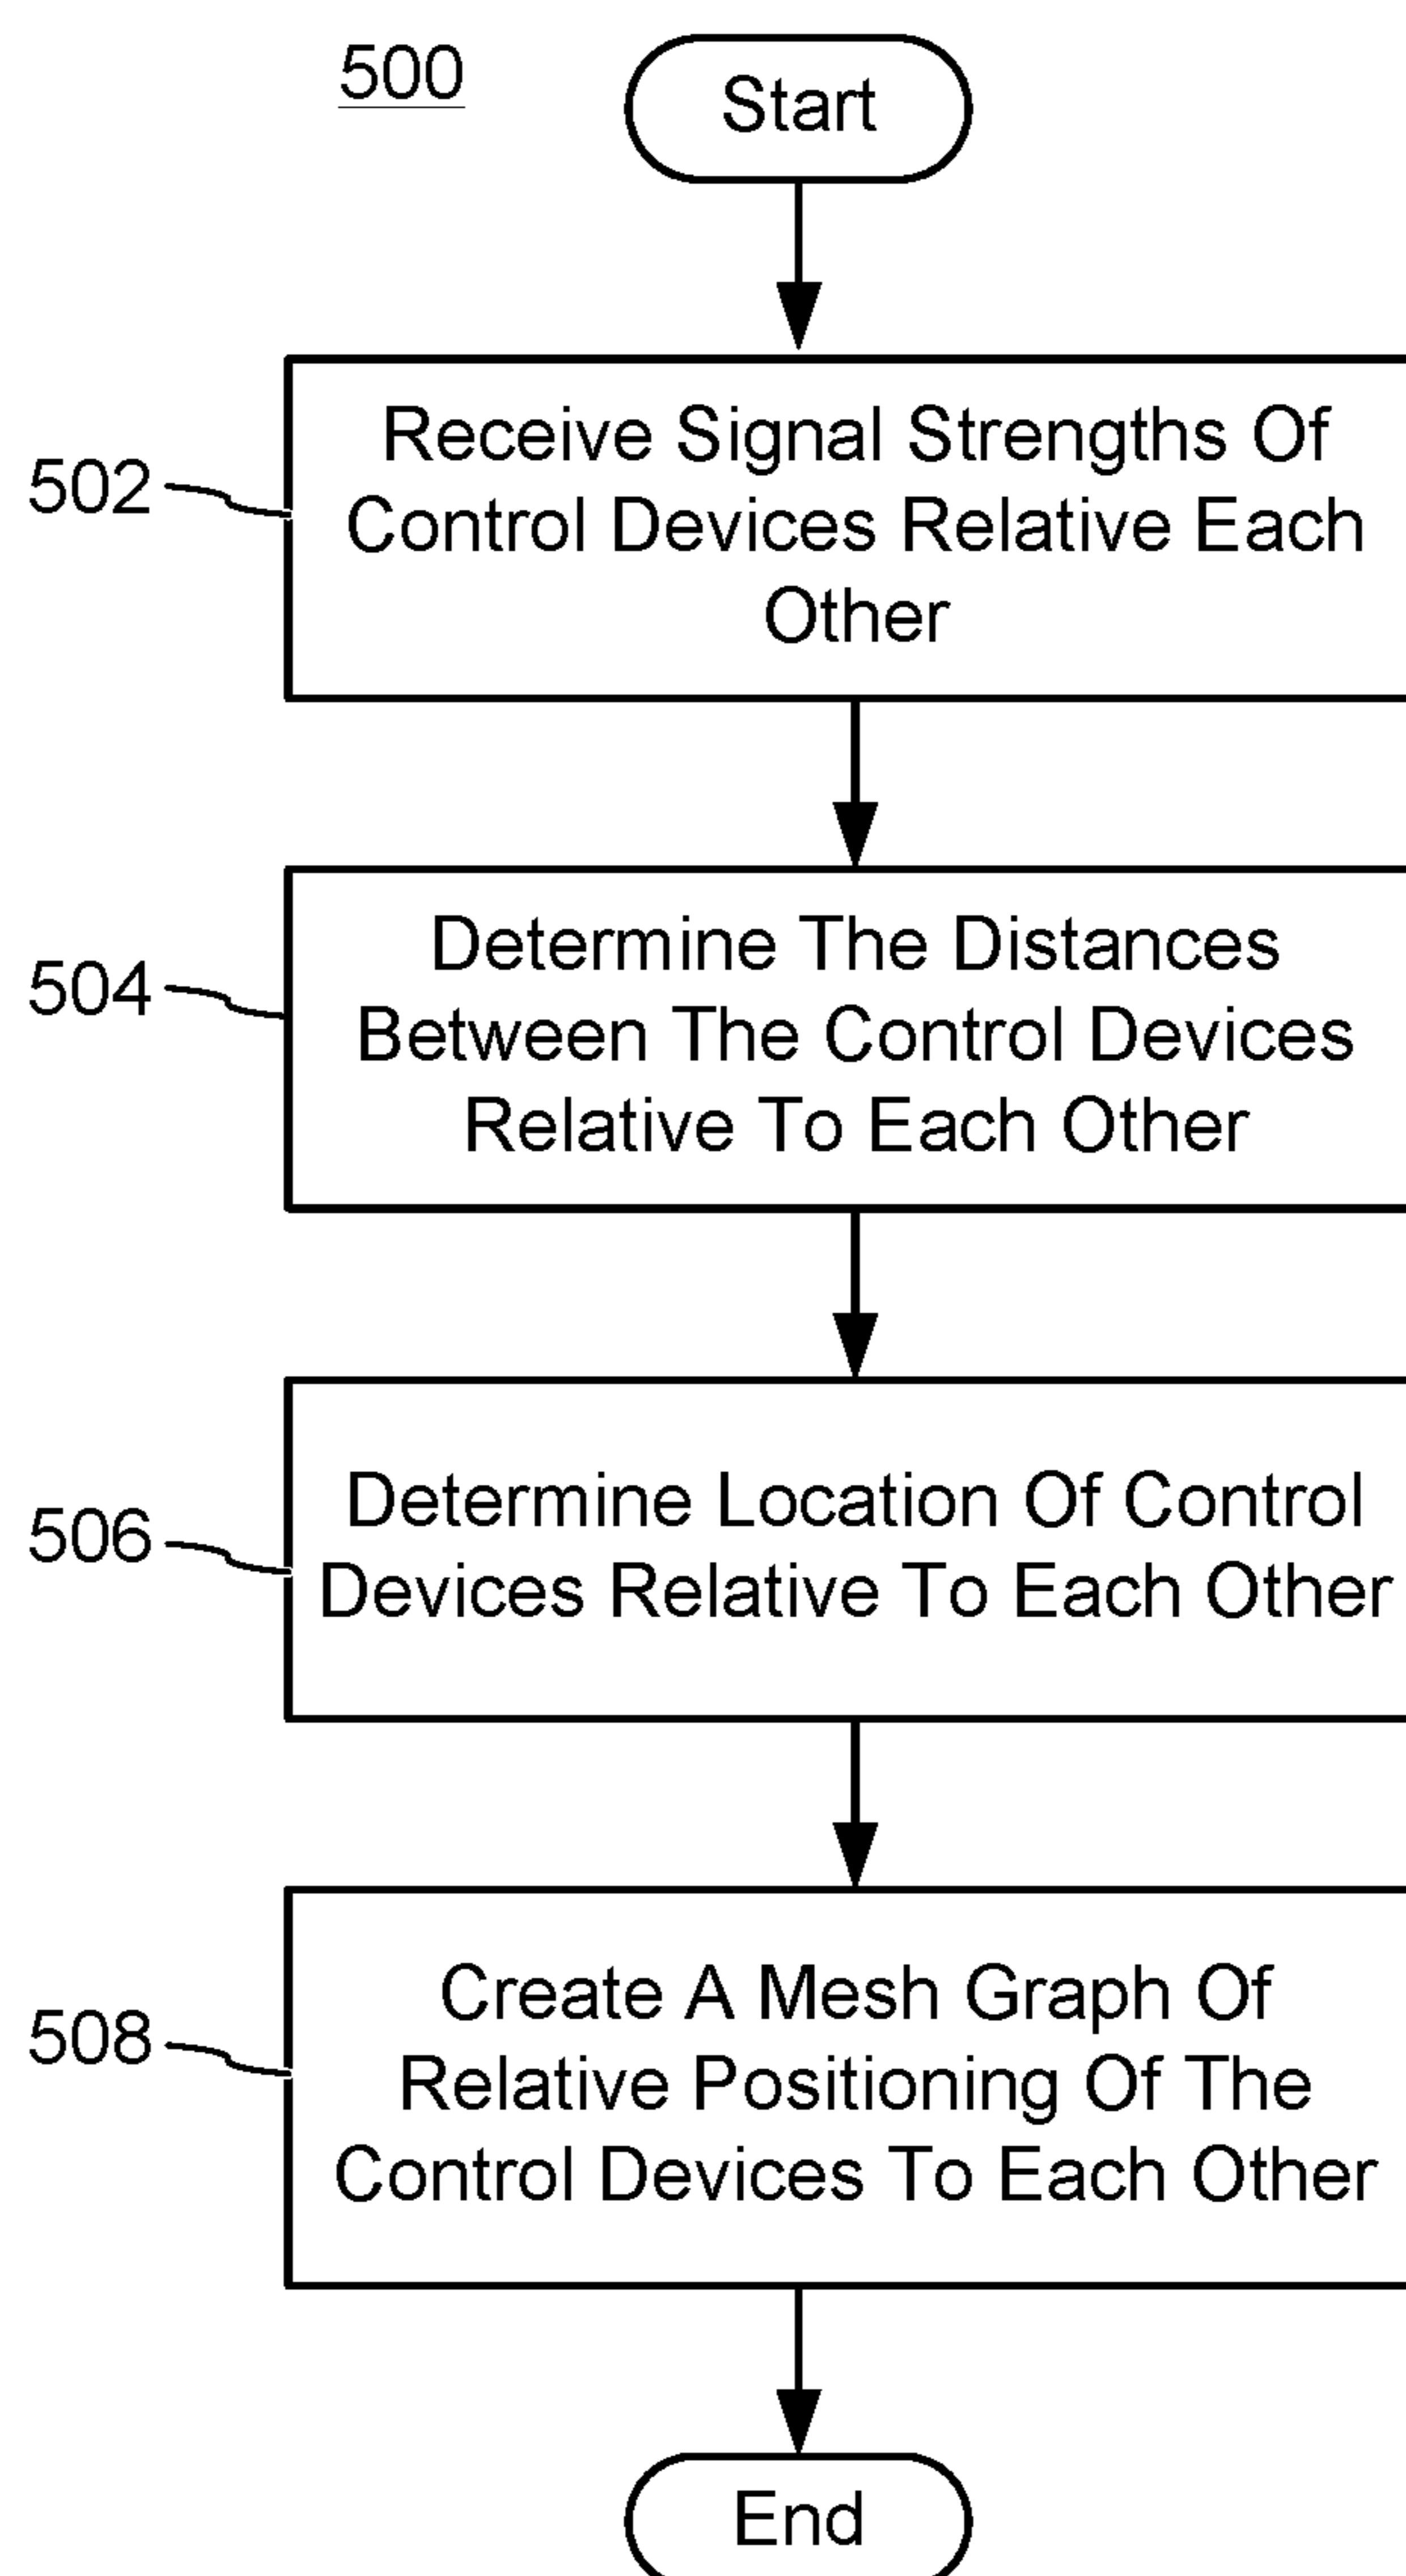 500
Start
502
Receive Signal Strengths Of
Control Devices Relative Each
Other
504
Determine The Distances
Between The Control Devices
Relative To Each Other
506
Determine Location Of Control
Devices Relative To Each Other
508
Create A Mesh Graph Of
Relative Positioning Of The
Control Devices To Each Other
End